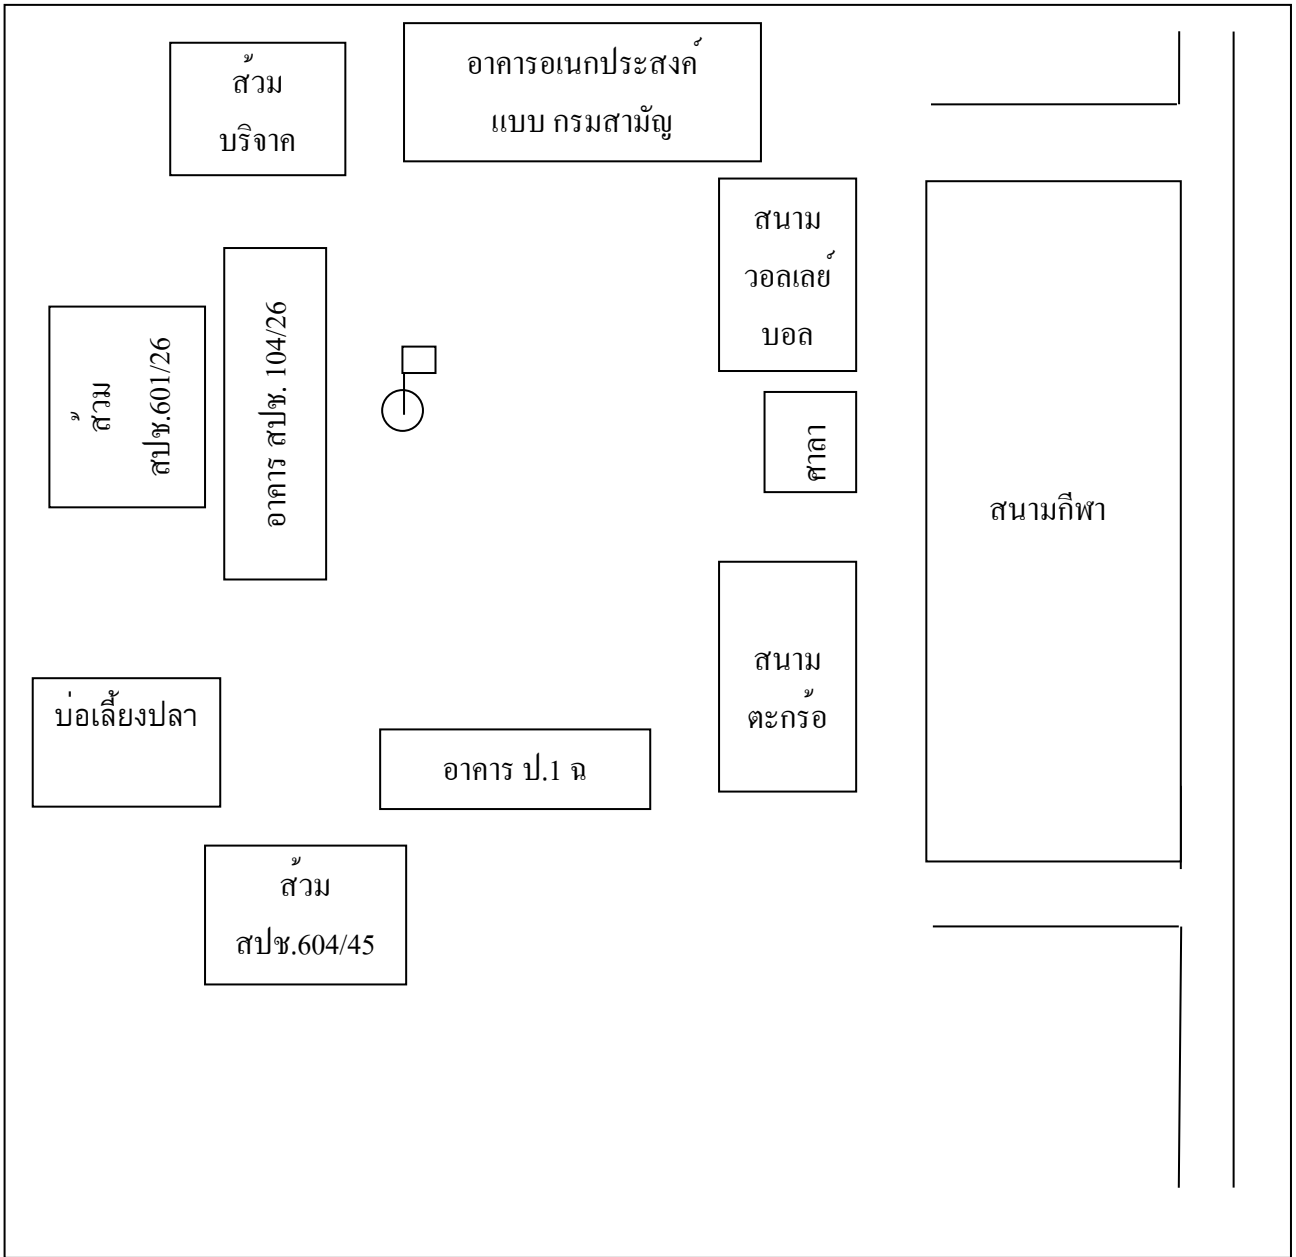 ส้วม
บริจาค
อาคารอเนกประสงค์
แบบ กรมสามัญ
สนาม
วอลเลย์
บอล
ส้วม
สปช.601/26
อาคาร สปช. 104/26
ศาลา
สนามกีฬา
สนาม
ตะกร้อ
บ่อเลี้ยงปลา
อาคาร ป.1 ฉ
ส้วม
สปช.604/45